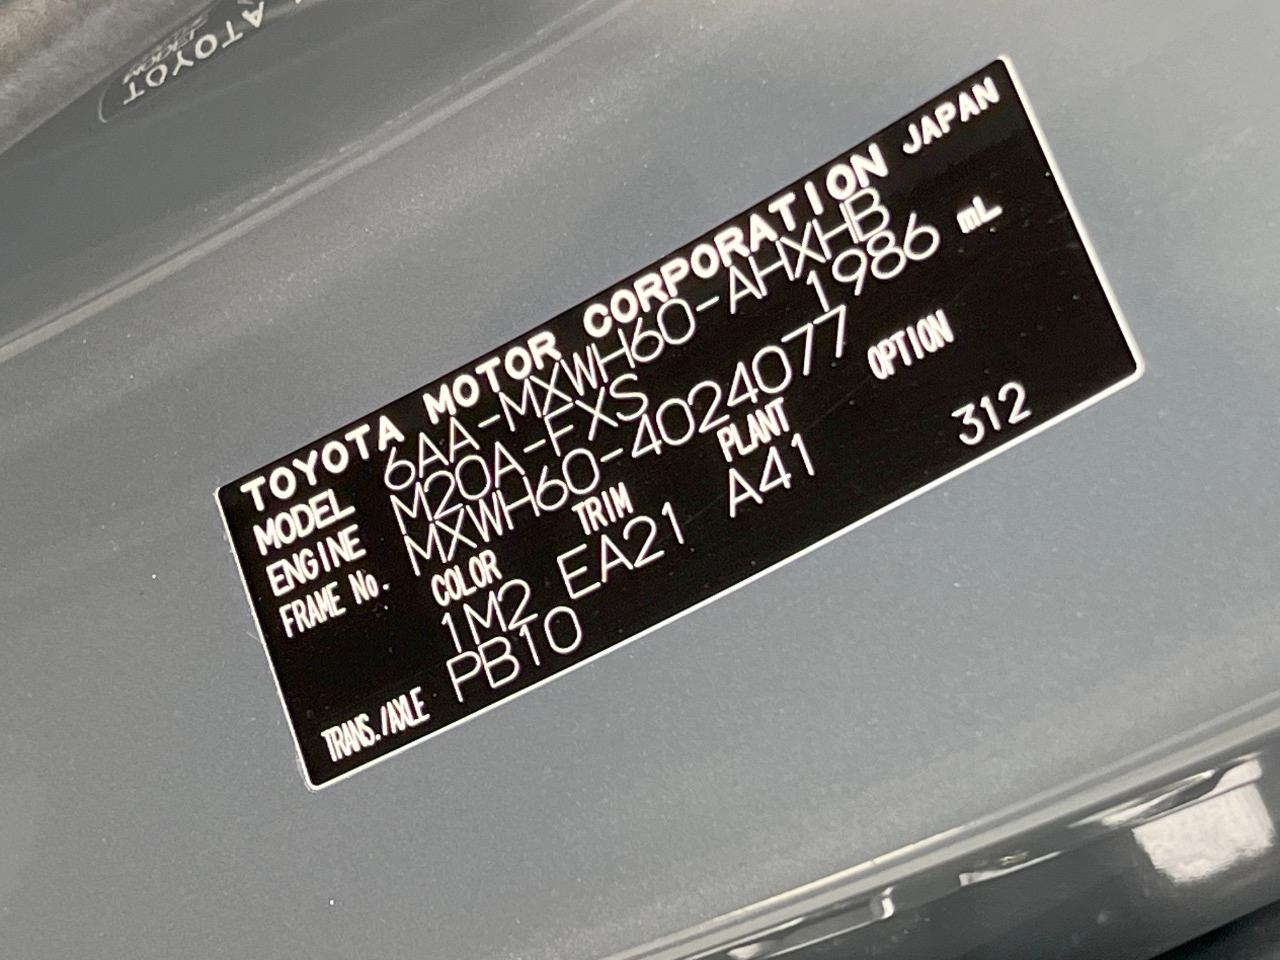 TOYOTA MOTOR CORPORATION JAPAN
MODEL 6AA-MXWH60-AHXHB
ENGINE M20A-FXS 1986 mL
FRAME No. MXWH60-4024077
COLOR TRIM PLANT OPTION
1M2 EA21 A41 312
TRANS./AXLE PB10